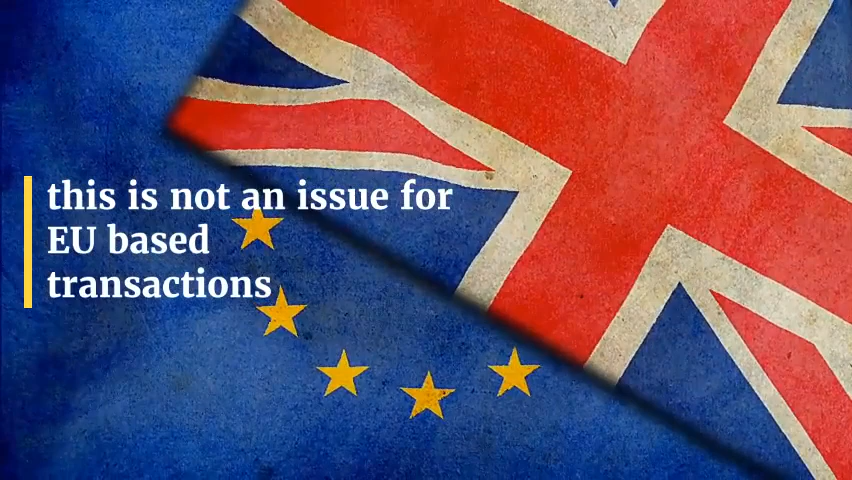 this is not an issue for
EU based
transactions